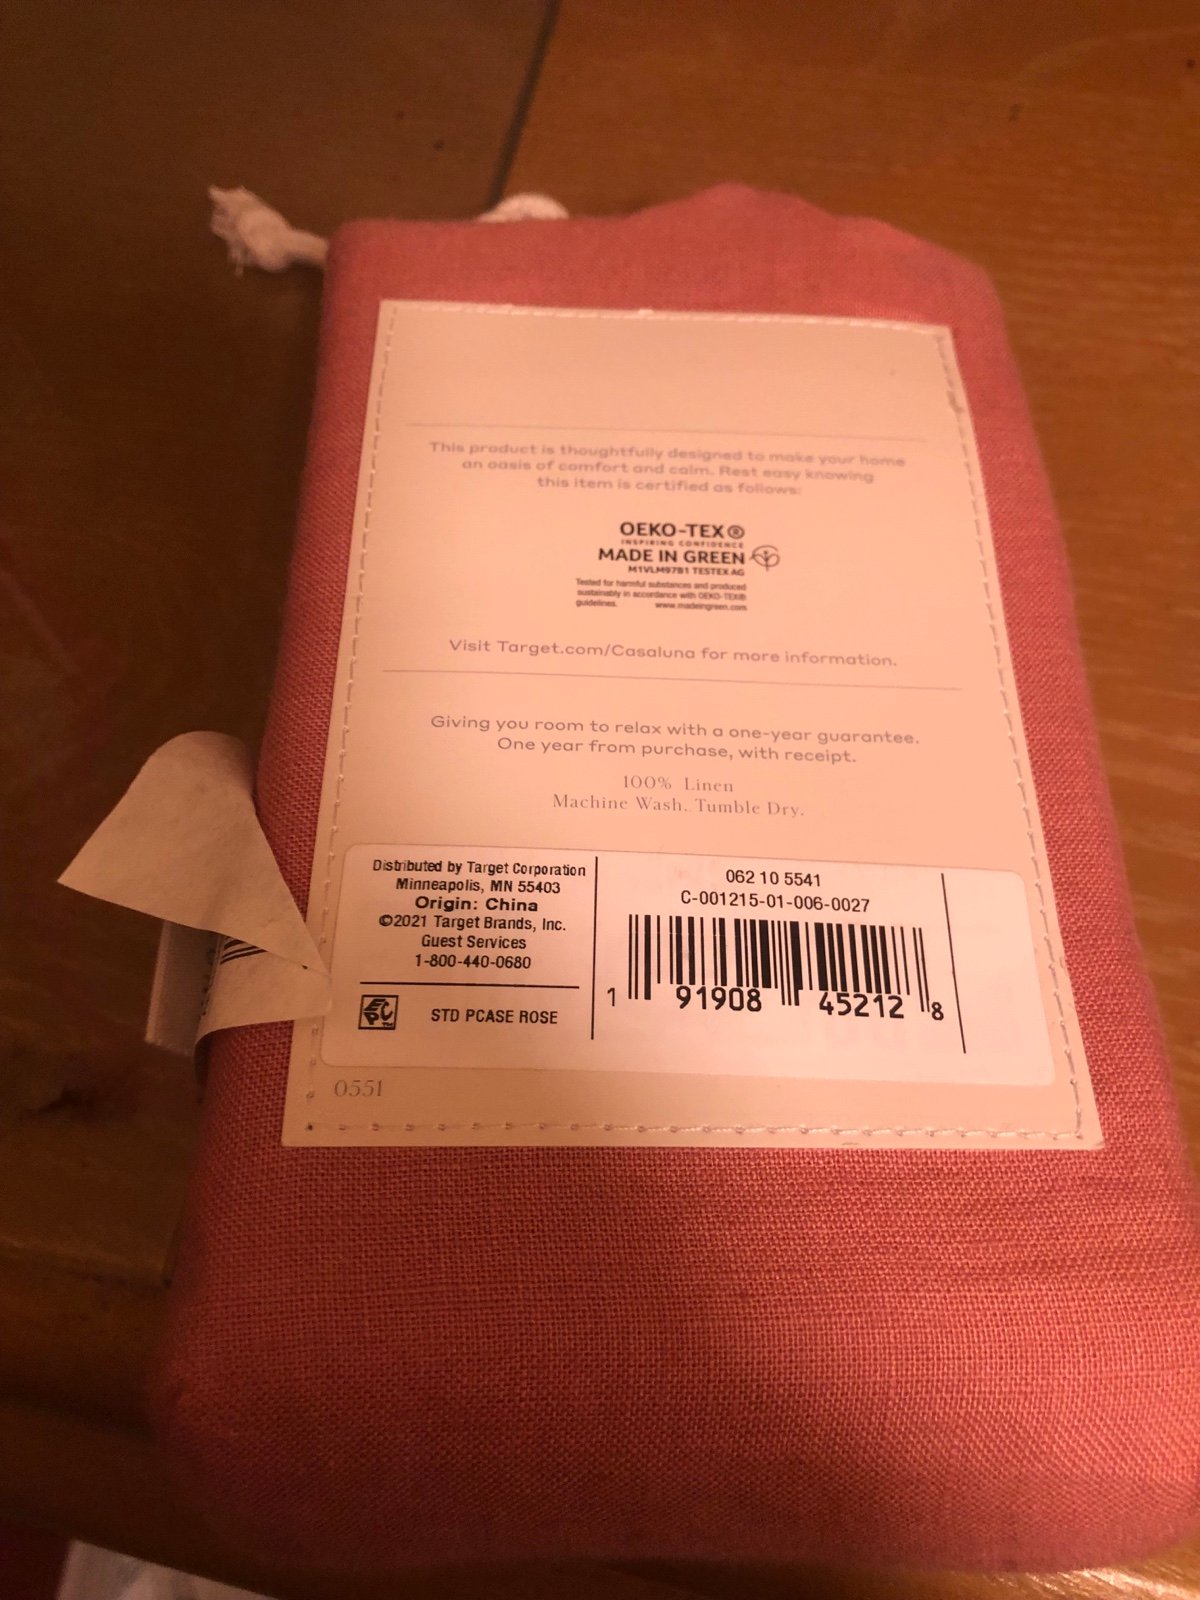 This product is thoughtfully designed to make your home
an oasis of comfort and calm. Rest easy knowing
this item is certified as follows:
OEKO-TEX®
INSPIRING CONFIDENCE
MADE IN GREEN
M1VLM97B1 TESTEX AG
Tested for harmful substances and produced
sustainably in accordance with OEKO-TEX®
guidelines. www.madeingreen.com
Visit Target.com/Casaluna for more information.
Giving you room to relax with a one-year guarantee.
One year from purchase, with receipt.
100% Linen
Machine Wash. Tumble Dry.
Distributed by Target Corporation
Minneapolis, MN 55403
Origin: China
©2021 Target Brands, Inc.
Guest Services
1-800-440-0680
EPC™ STD PCASE ROSE
062 10 5541
C-001215-01-006-0027
1 91908 45212 8
0551